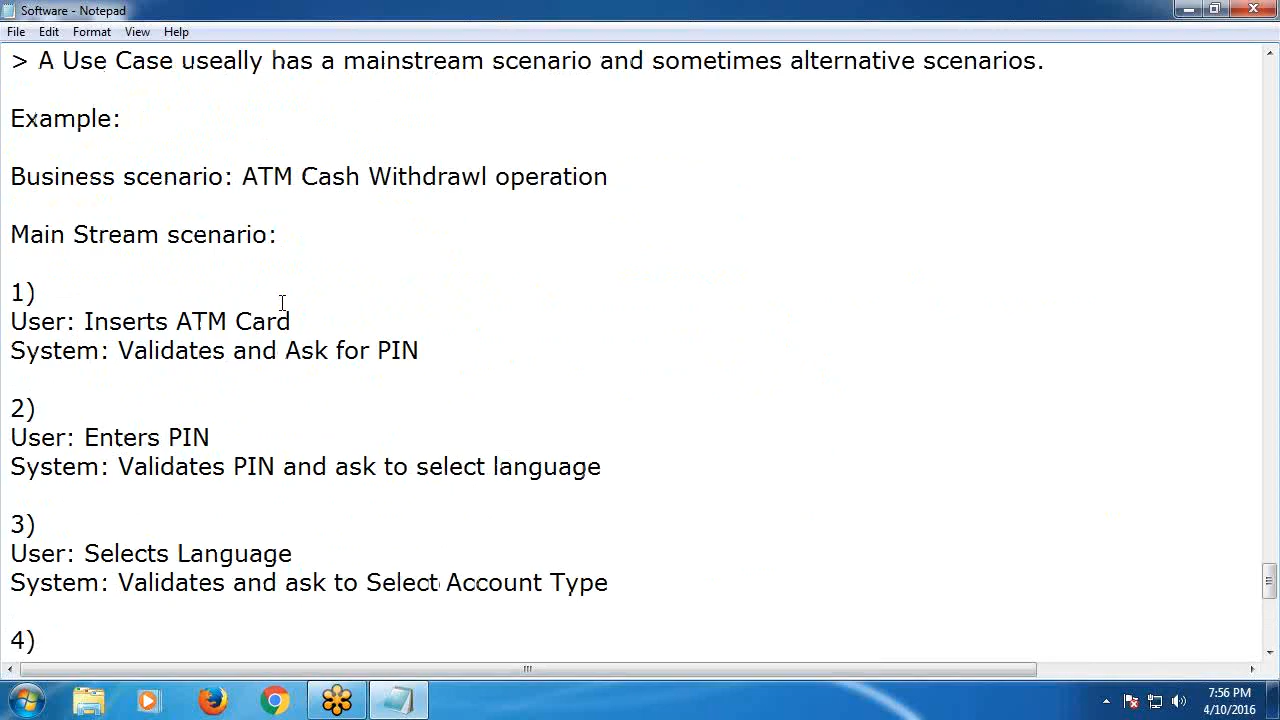 Software - Notepad
File Edit Format View Help
> A Use Case useally has a mainstream scenario and sometimes alternative scenarios.
Example:
Business scenario: ATM Cash Withdrawl operation
Main Stream scenario:
1)
User: Inserts ATM Card
System: Validates and Ask for PIN
2)
User: Enters PIN
System: Validates PIN and ask to select language
3)
User: Selects Language
System: Validates and ask to Select Account Type
4)
7:56 PM
4/10/2016